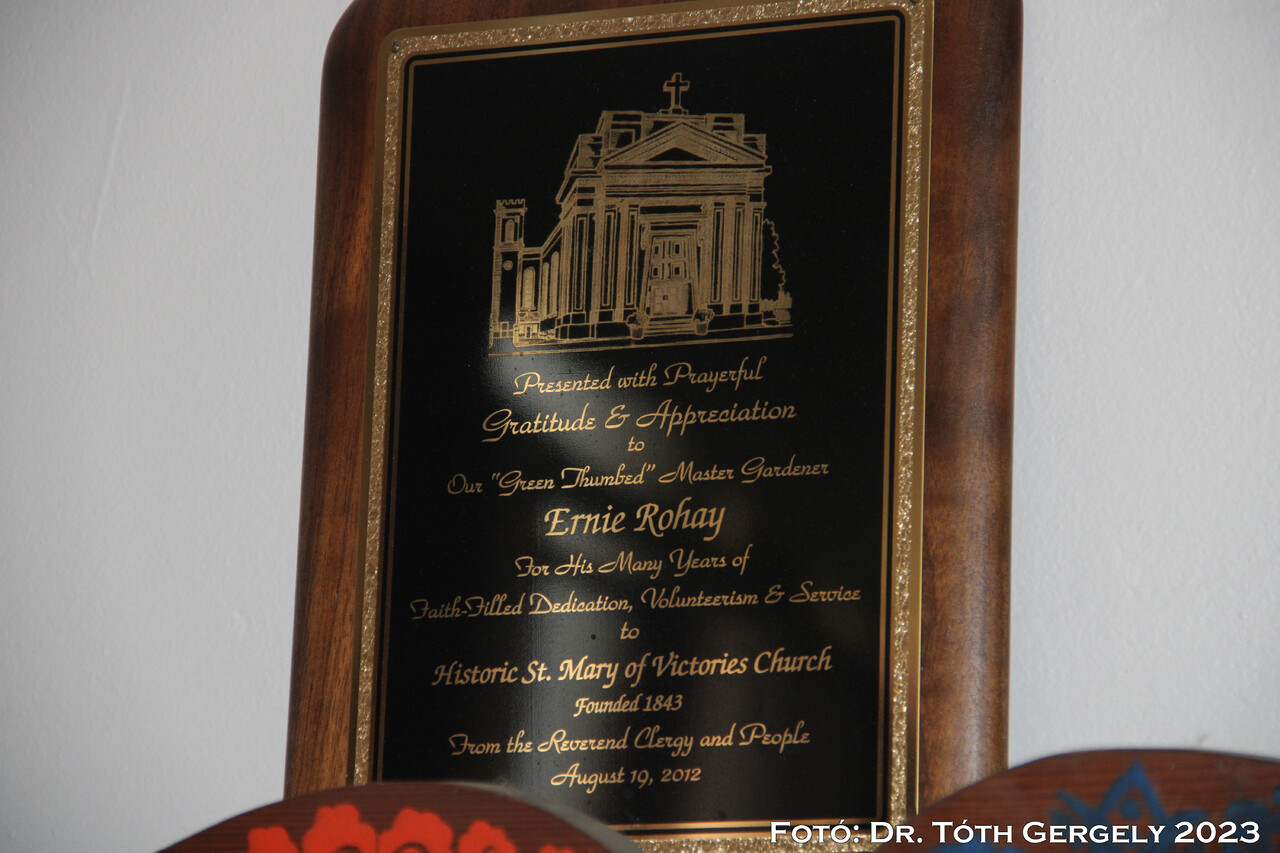 Presented with Prayerful
Gratitude & Appreciation
to
Our "Green Thumbed" Master Gardener
Ernie Rohay
For His Many Years of
Faith-Filled Dedication, Volunteerism & Service
to
Historic St. Mary of Victories Church
Founded 1843
From the Reverend Clergy and People
August 19, 2012
Fotó: Dr. Tóth Gergely 2023